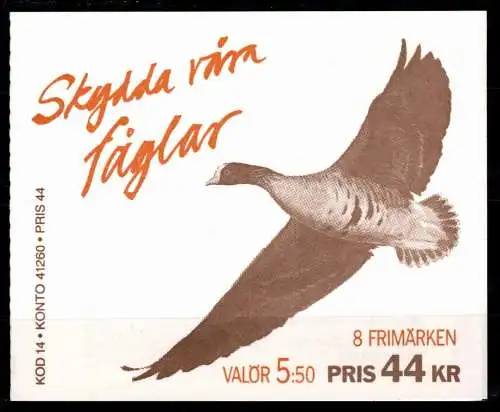 Skydda våra
fåglar
KOD 14 • KONTO 41260 • PRIS 44
8 FRIMÄRKEN
VALÖR 5:50 PRIS 44 KR